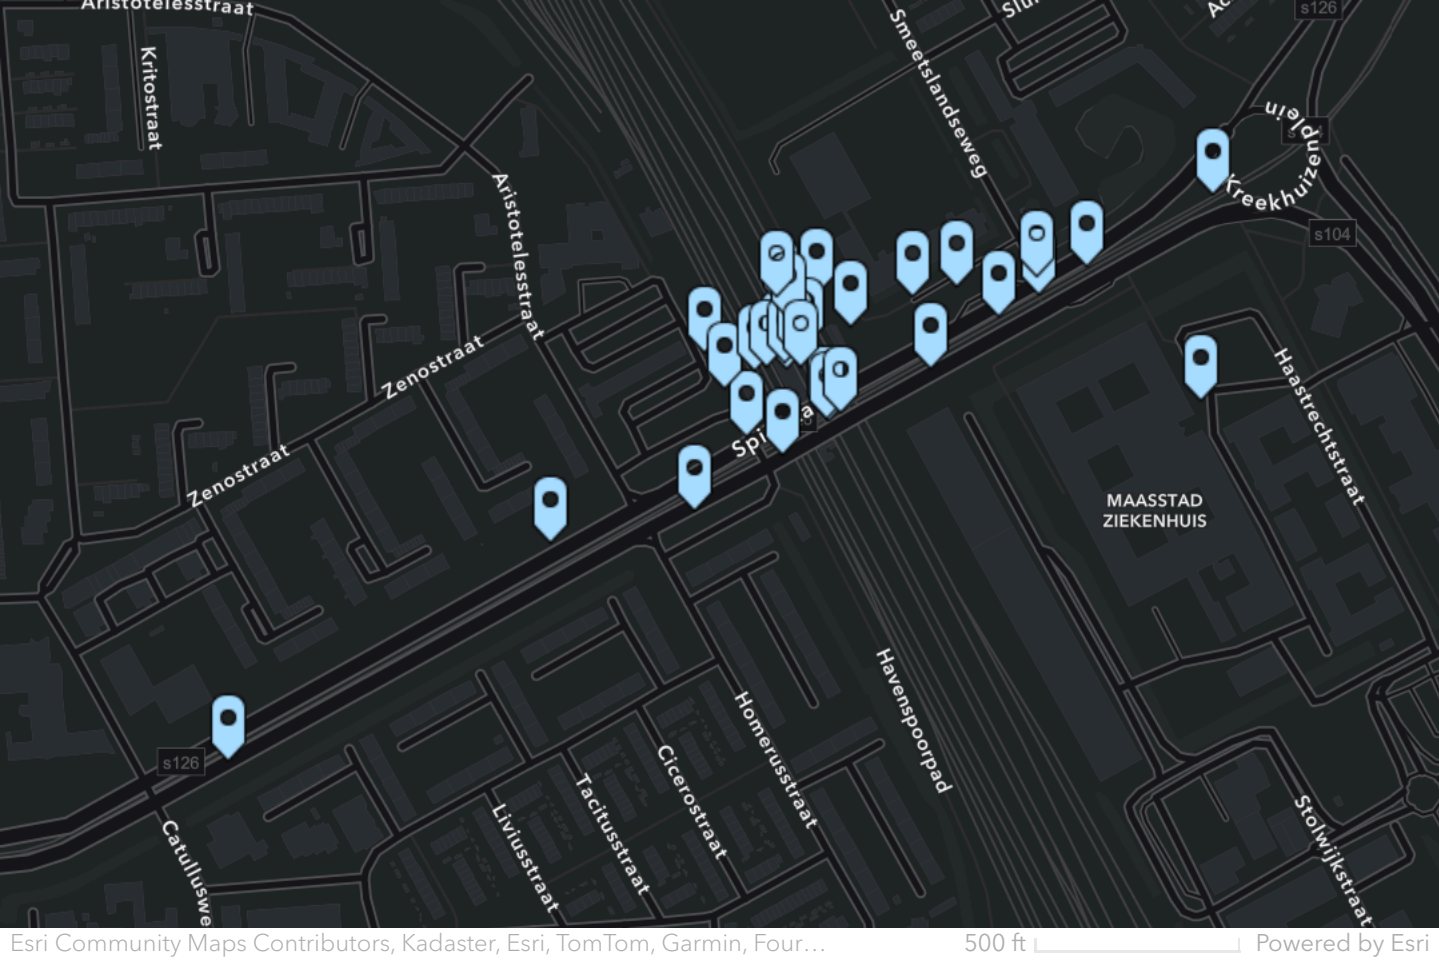 Aristotelesstraat
s126
Kritostraat
Smeetslandseweg
Kreekhuizenplein
s104
Aristotelesstraat
Zenostraat
Haastrechtstraat
Zenostraat
MAASSTAD
ZIEKENHUIS
Havenspoorpad
Homerusstraat
s126
Cicerostraat
Tacitusstraat
Liviusstraat
Stolwijkstraat
Esri Community Maps Contributors, Kadaster, Esri, TomTom, Garmin, Four…
500 ft
Powered by Esri